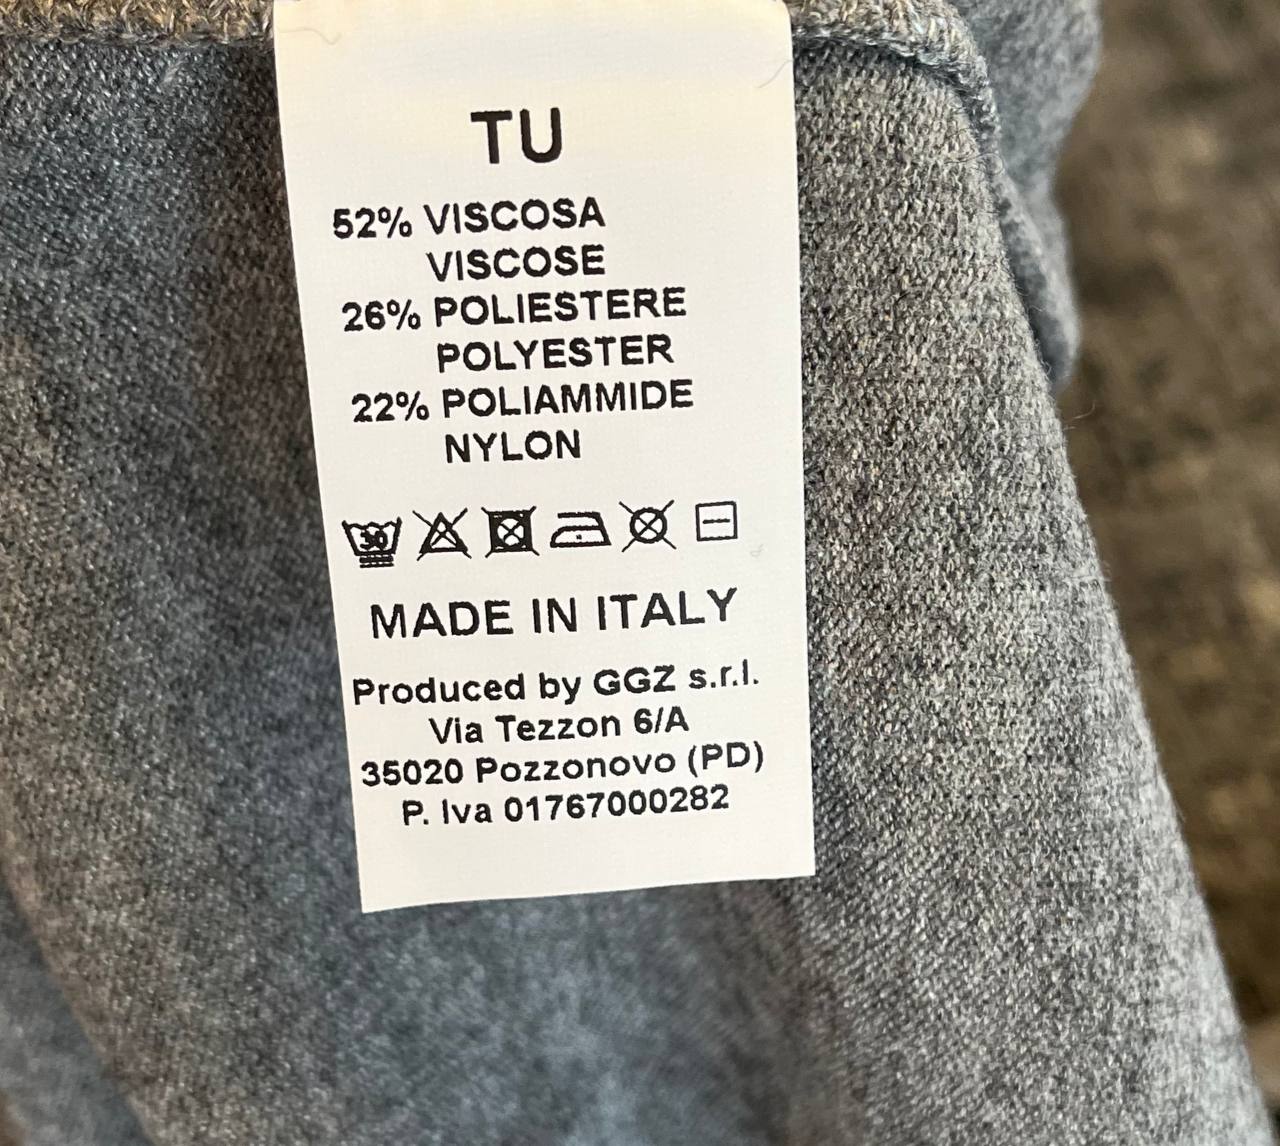 TU
52% VISCOSA
VISCOSE
26% POLIESTERE
POLYESTER
22% POLIAMMIDE
NYLON
30
MADE IN ITALY
Produced by GGZ s.r.l.
Via Tezzon 6/A
35020 Pozzonovo (PD)
P. Iva 01767000282